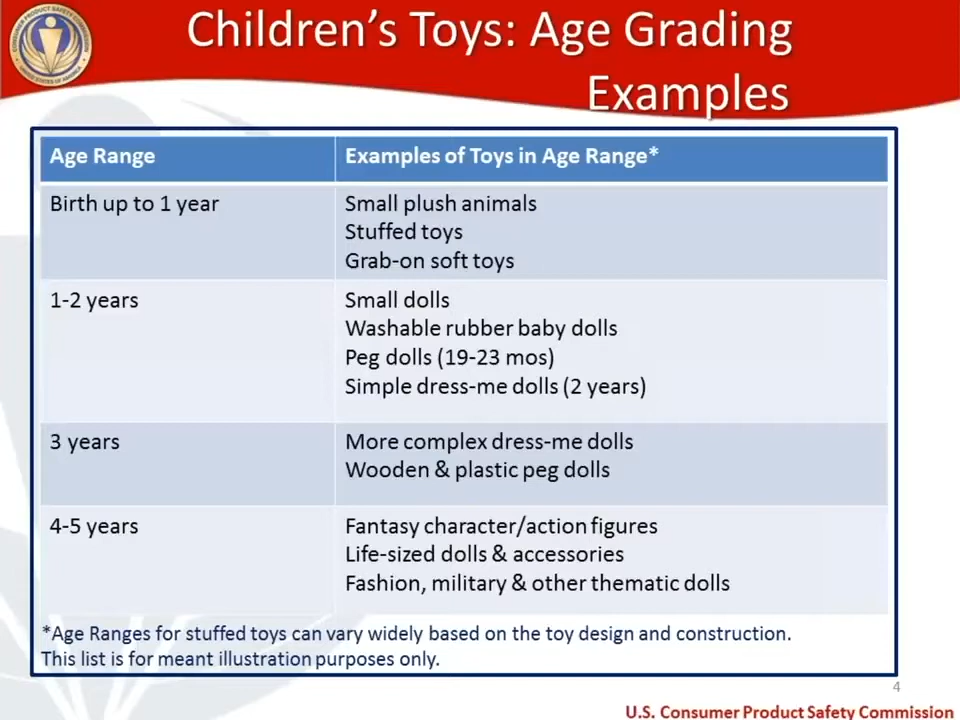 Children's Toys: Age Grading
Examples
Age Range
Examples of Toys in Age Range*
Birth up to 1 year
Small plush animals
Stuffed toys
Grab-on soft toys
1-2 years
Small dolls
Washable rubber baby dolls
Peg dolls (19-23 mos)
Simple dress-me dolls (2 years)
3 years
More complex dress-me dolls
Wooden & plastic peg dolls
4-5 years
Fantasy character/action figures
Life-sized dolls & accessories
Fashion, military & other thematic dolls
*Age Ranges for stuffed toys can vary widely based on the toy design and construction.
This list is for meant illustration purposes only.
4
U.S. Consumer Product Safety Commission